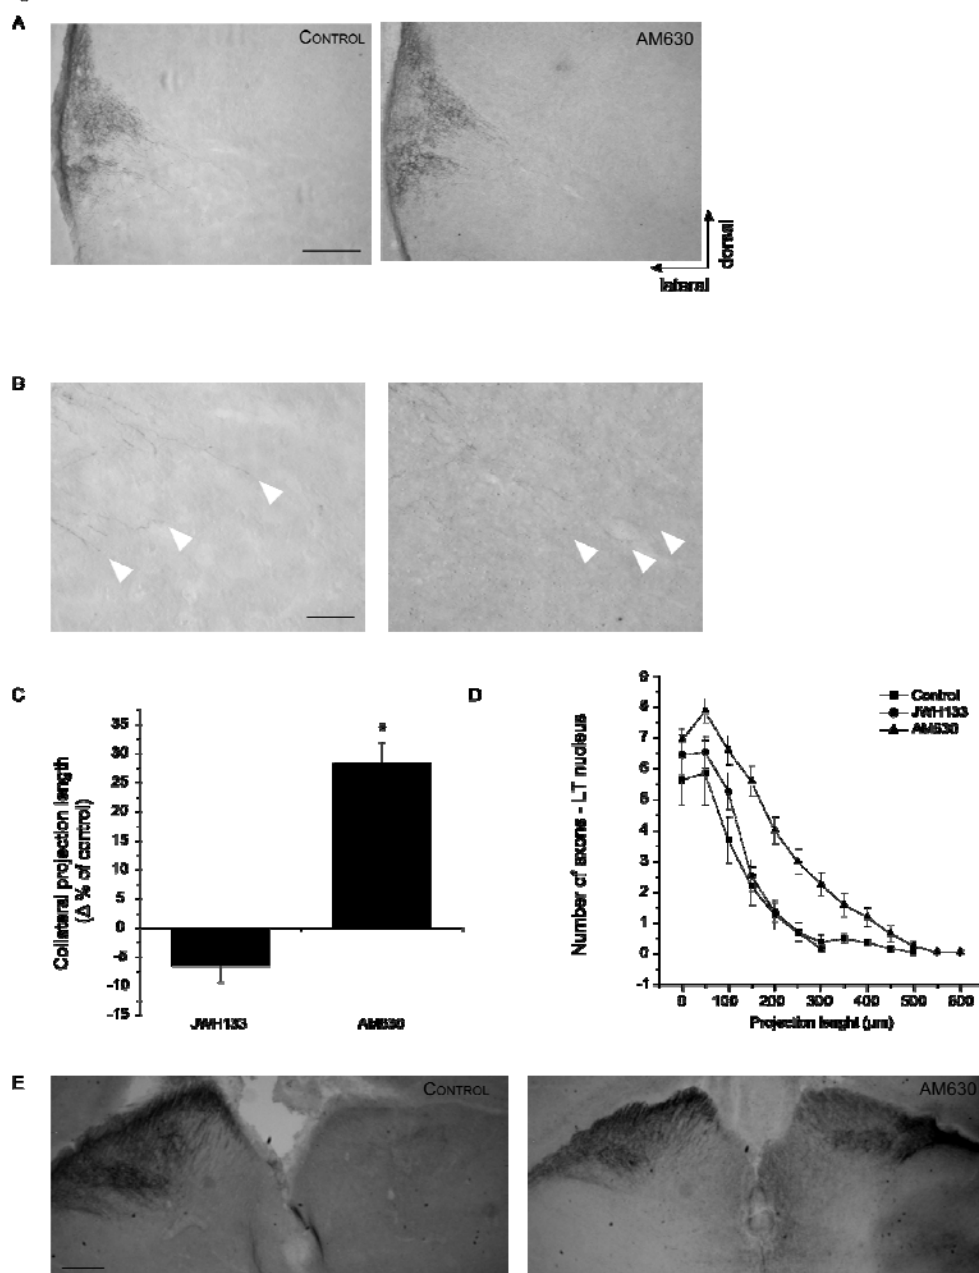 A
CONTROL
AM630
dorsal
lateral
B
C
Collateral projection length
(Δ % of control)
35
30
25
20
15
10
5
0
-5
-10
-15
*
JWH133
AM630
D
Number of axons - LT nucleus
9
8
7
6
5
4
3
2
1
0
-1
Control
JWH133
AM630
0
100
200
300
400
500
600
Projection lenght (µm)
E
CONTROL
AM630